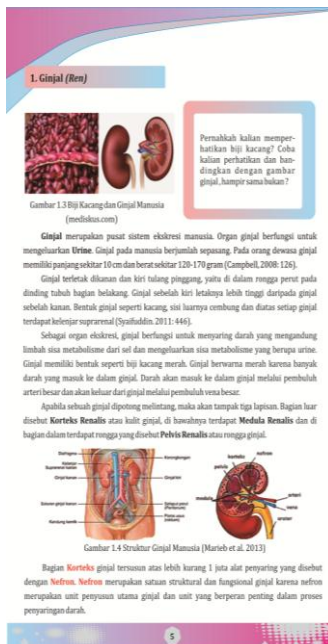 1. Ginjal (Ren)
Pernahkah kalian memper-
hatikan biji kacang? Coba
kalian perhatikan dan ban-
dingkan dengan gambar
ginjal, hampir sama bukan ?
Gambar 1.3 Biji Kacang dan Ginjal Manusia
(mediskus.com)
Ginjal merupakan pusat sistem ekskresi manusia. Organ ginjal berfungsi untuk
mengeluarkan Urine. Ginjal pada manusia berjumlah sepasang. Pada orang dewasa ginjal
memiliki panjang sekitar 10 cm dan berat sekitar 120-170 gram (Campbell, 2008: 126).
Ginjal terletak dikanan dan kiri tulang pinggang, yaitu di dalam rongga perut pada
dinding tubuh bagian belakang. Ginjal sebelah kiri letaknya lebih tinggi daripada ginjal
sebelah kanan. Bentuk ginjal seperti kacang, sisi luarnya cembung dan diatas setiap ginjal
terdapat kelenjar suprarenal (Syaifuddin. 2011: 446).
Sebagai organ ekskresi, ginjal berfungsi untuk menyaring darah yang mengandung
limbah sisa metabolisme dari sel dan mengeluarkan sisa metabolisme yang berupa urine.
Ginjal memiliki bentuk seperti biji kacang merah. Ginjal berwarna merah karena banyak
darah yang masuk ke dalam ginjal. Darah akan masuk ke dalam ginjal melalui pembuluh
arteri besar dan akan keluar dari ginjal melalui pembuluh vena besar.
Apabila sebuah ginjal dipotong melintang, maka akan tampak tiga lapisan. Bagian luar
disebut Korteks Renalis atau kulit ginjal, di bawahnya terdapat Medula Renalis dan di
bagian dalam terdapat rongga yang disebut Pelvis Renalis atau rongga ginjal.
korteks
nefron
pelvis
medula
arteri
vena
ureter
Ginjal kanan
Ginjal kiri
Kandung kemih
Gambar 1.4 Struktur Ginjal Manusia (Marieb et al. 2013)
Bagian Korteks ginjal tersusun atas lebih kurang 1 juta alat penyaring yang disebut
dengan Nefron. Nefron merupakan satuan struktural dan fungsional ginjal karena nefron
merupakan unit penyusun utama ginjal dan unit yang berperan penting dalam proses
penyaringan darah.
5